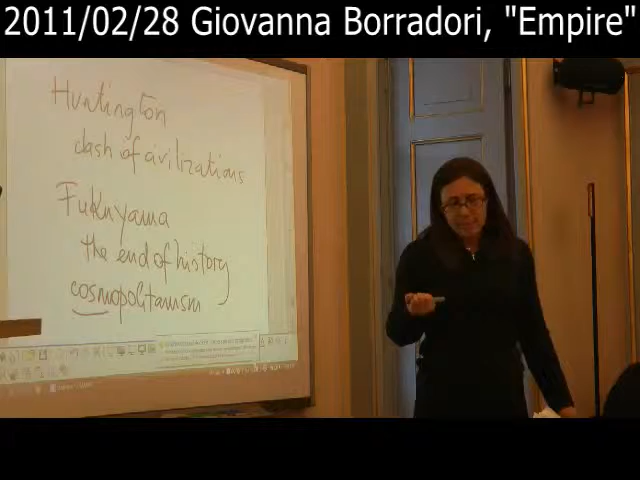 2011/02/28 Giovanna Borradori, "Empire"
Huntington
clash of civilizations
Fukuyama
the end of history
cosmopolitanism